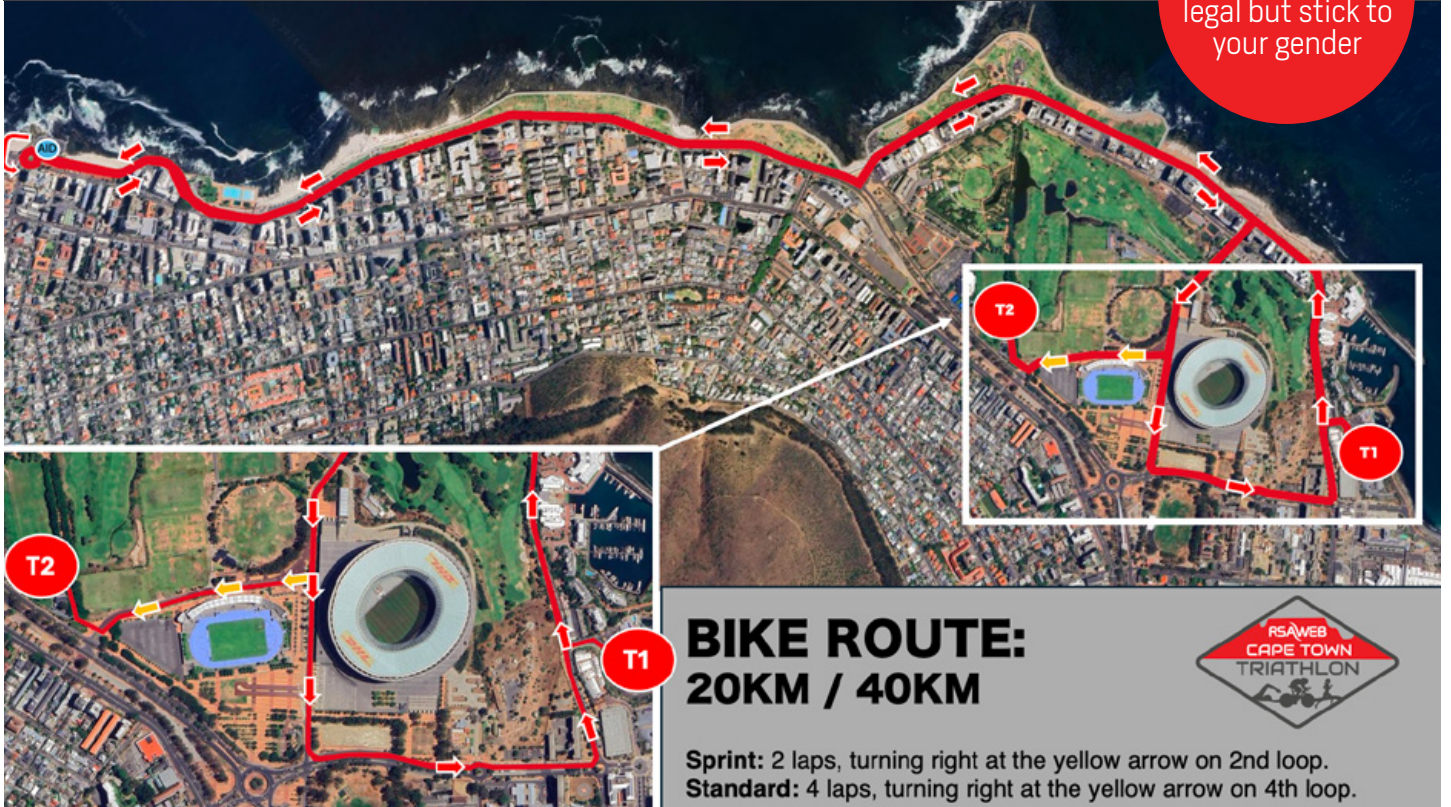 legal but stick to
your gender
AID
T2
T1
T2
T1
BIKE ROUTE:
20KM / 40KM
RSAWEB
CAPE TOWN
TRIATHLON
Sprint: 2 laps, turning right at the yellow arrow on 2nd loop.
Standard: 4 laps, turning right at the yellow arrow on 4th loop.